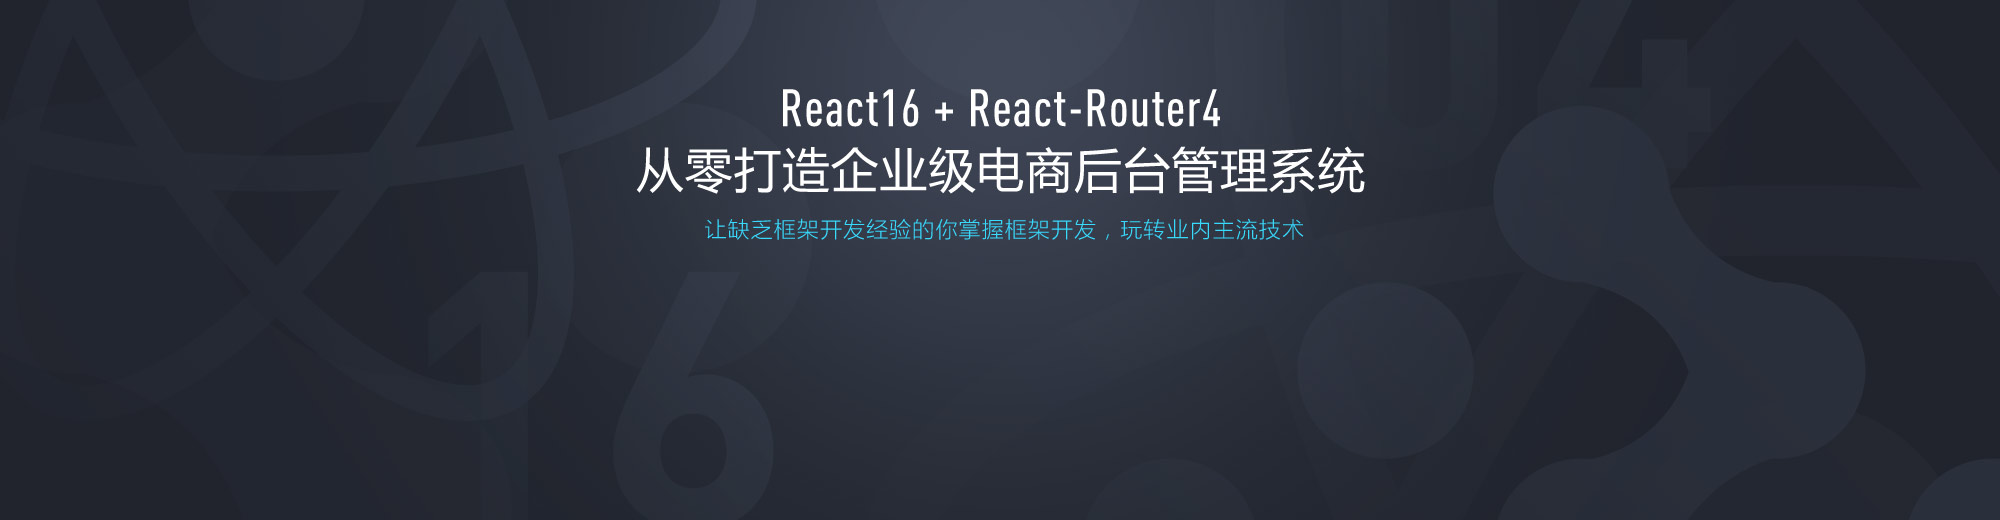 React16 + React-Router4
从零打造企业级电商后台管理系统
让缺乏框架开发经验的你掌握框架开发，玩转业内主流技术
16
04